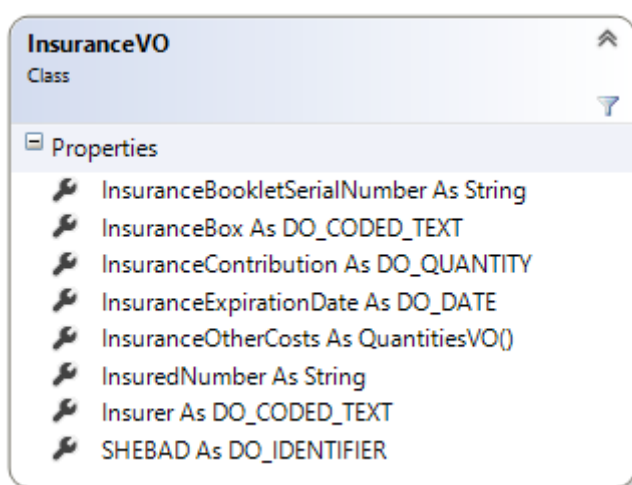 InsuranceVO
Class
Properties
InsuranceBookletSerialNumber As String
InsuranceBox As DO_CODED_TEXT
InsuranceContribution As DO_QUANTITY
InsuranceExpirationDate As DO_DATE
InsuranceOtherCosts As QuantitiesVO()
InsuredNumber As String
Insurer As DO_CODED_TEXT
SHEBAD As DO_IDENTIFIER